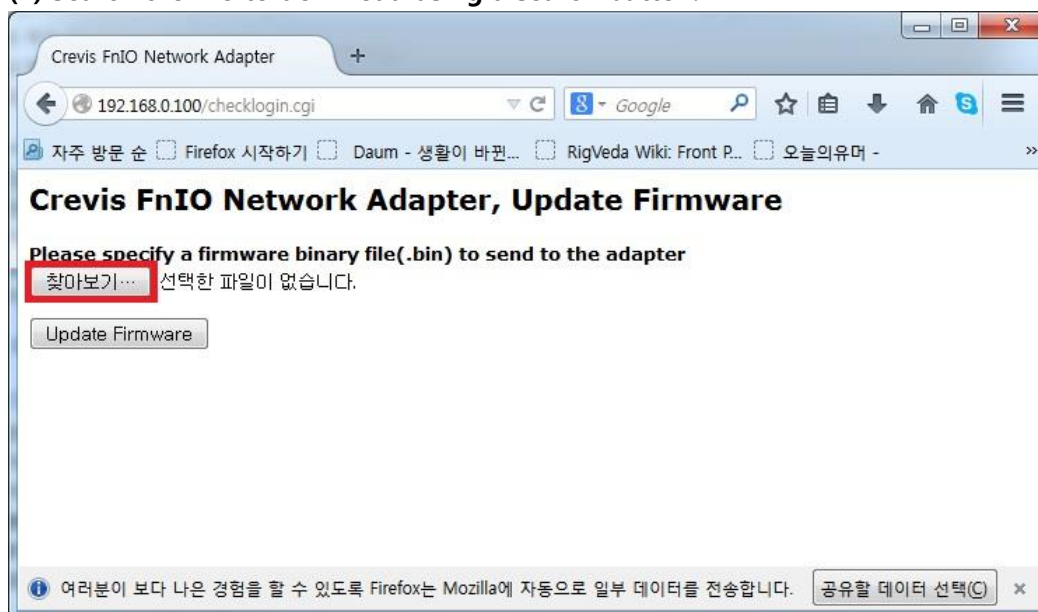 Crevis FnIO Network Adapter
192.168.0.100/checklogin.cgi
Google
자주 방문 순 Firefox 시작하기 Daum - 생활이 바뀐... RigVeda Wiki: Front P... 오늘의유머 -
Crevis FnIO Network Adapter, Update Firmware
Please specify a firmware binary file(.bin) to send to the adapter
찾아보기… 선택한 파일이 없습니다.
Update Firmware
여러분이 보다 나은 경험을 할 수 있도록 Firefox는 Mozilla에 자동으로 일부 데이터를 전송합니다. 공유할 데이터 선택(C)